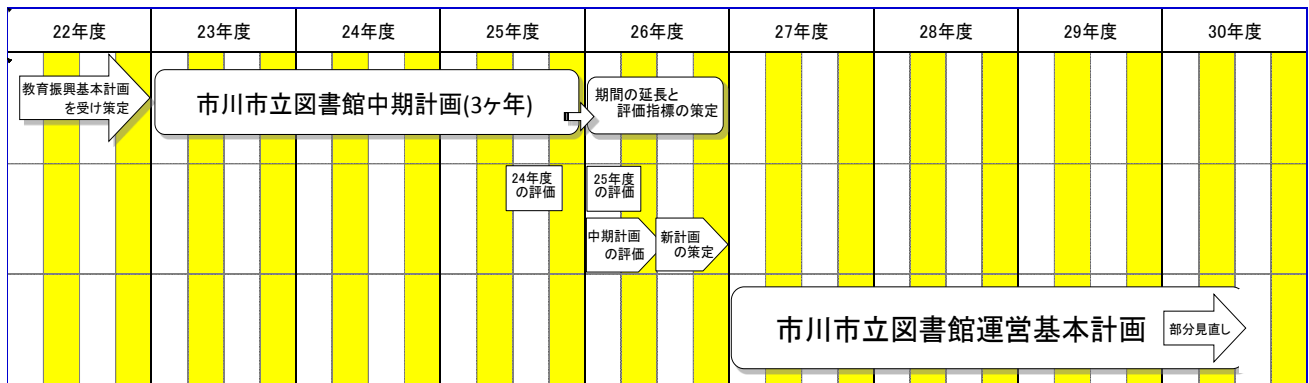 22年度
23年度
24年度
25年度
26年度
27年度
28年度
29年度
30年度
教育振興基本計画
を受け策定
市川市立図書館中期計画(3ヶ年)
期間の延長と
評価指標の策定
24年度
の評価
25年度
の評価
中期計画
の評価
新計画
の策定
市川市立図書館運営基本計画
部分見直し